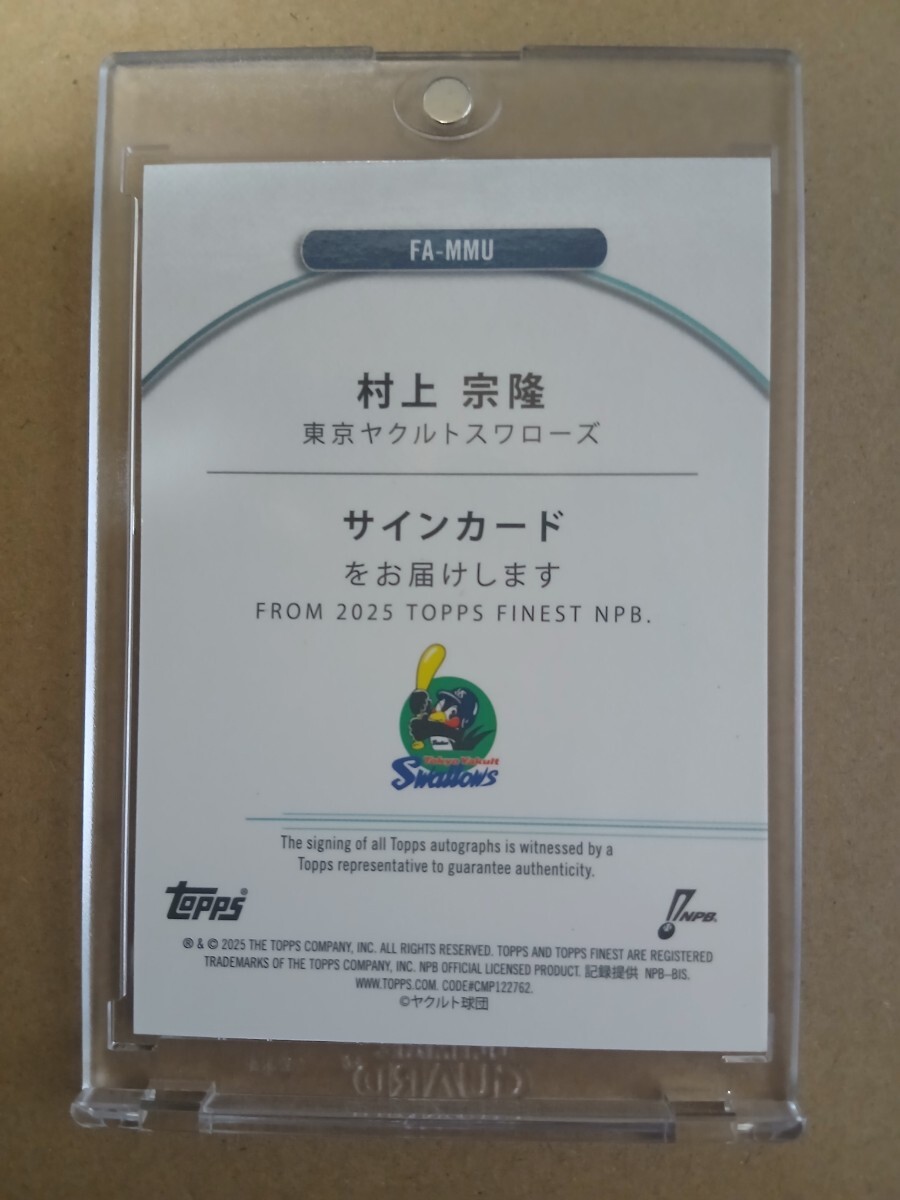 FA-MMU
村上 宗隆
東京ヤクルトスワローズ
サインカード
をお届けします
FROM 2025 TOPPS FINEST NPB.
Tokyo Yakult
Swallows
The signing of all Topps autographs is witnessed by a
Topps representative to guarantee authenticity.
topps®
NPB.
® & © 2025 THE TOPPS COMPANY, INC. ALL RIGHTS RESERVED. TOPPS AND TOPPS FINEST ARE REGISTERED
TRADEMARKS OF THE TOPPS COMPANY, INC. NPB OFFICIAL LICENSED PRODUCT. 記録提供 NPB-BIS.
WWW.TOPPS.COM. CODE#CMP122762.
©ヤクルト球団